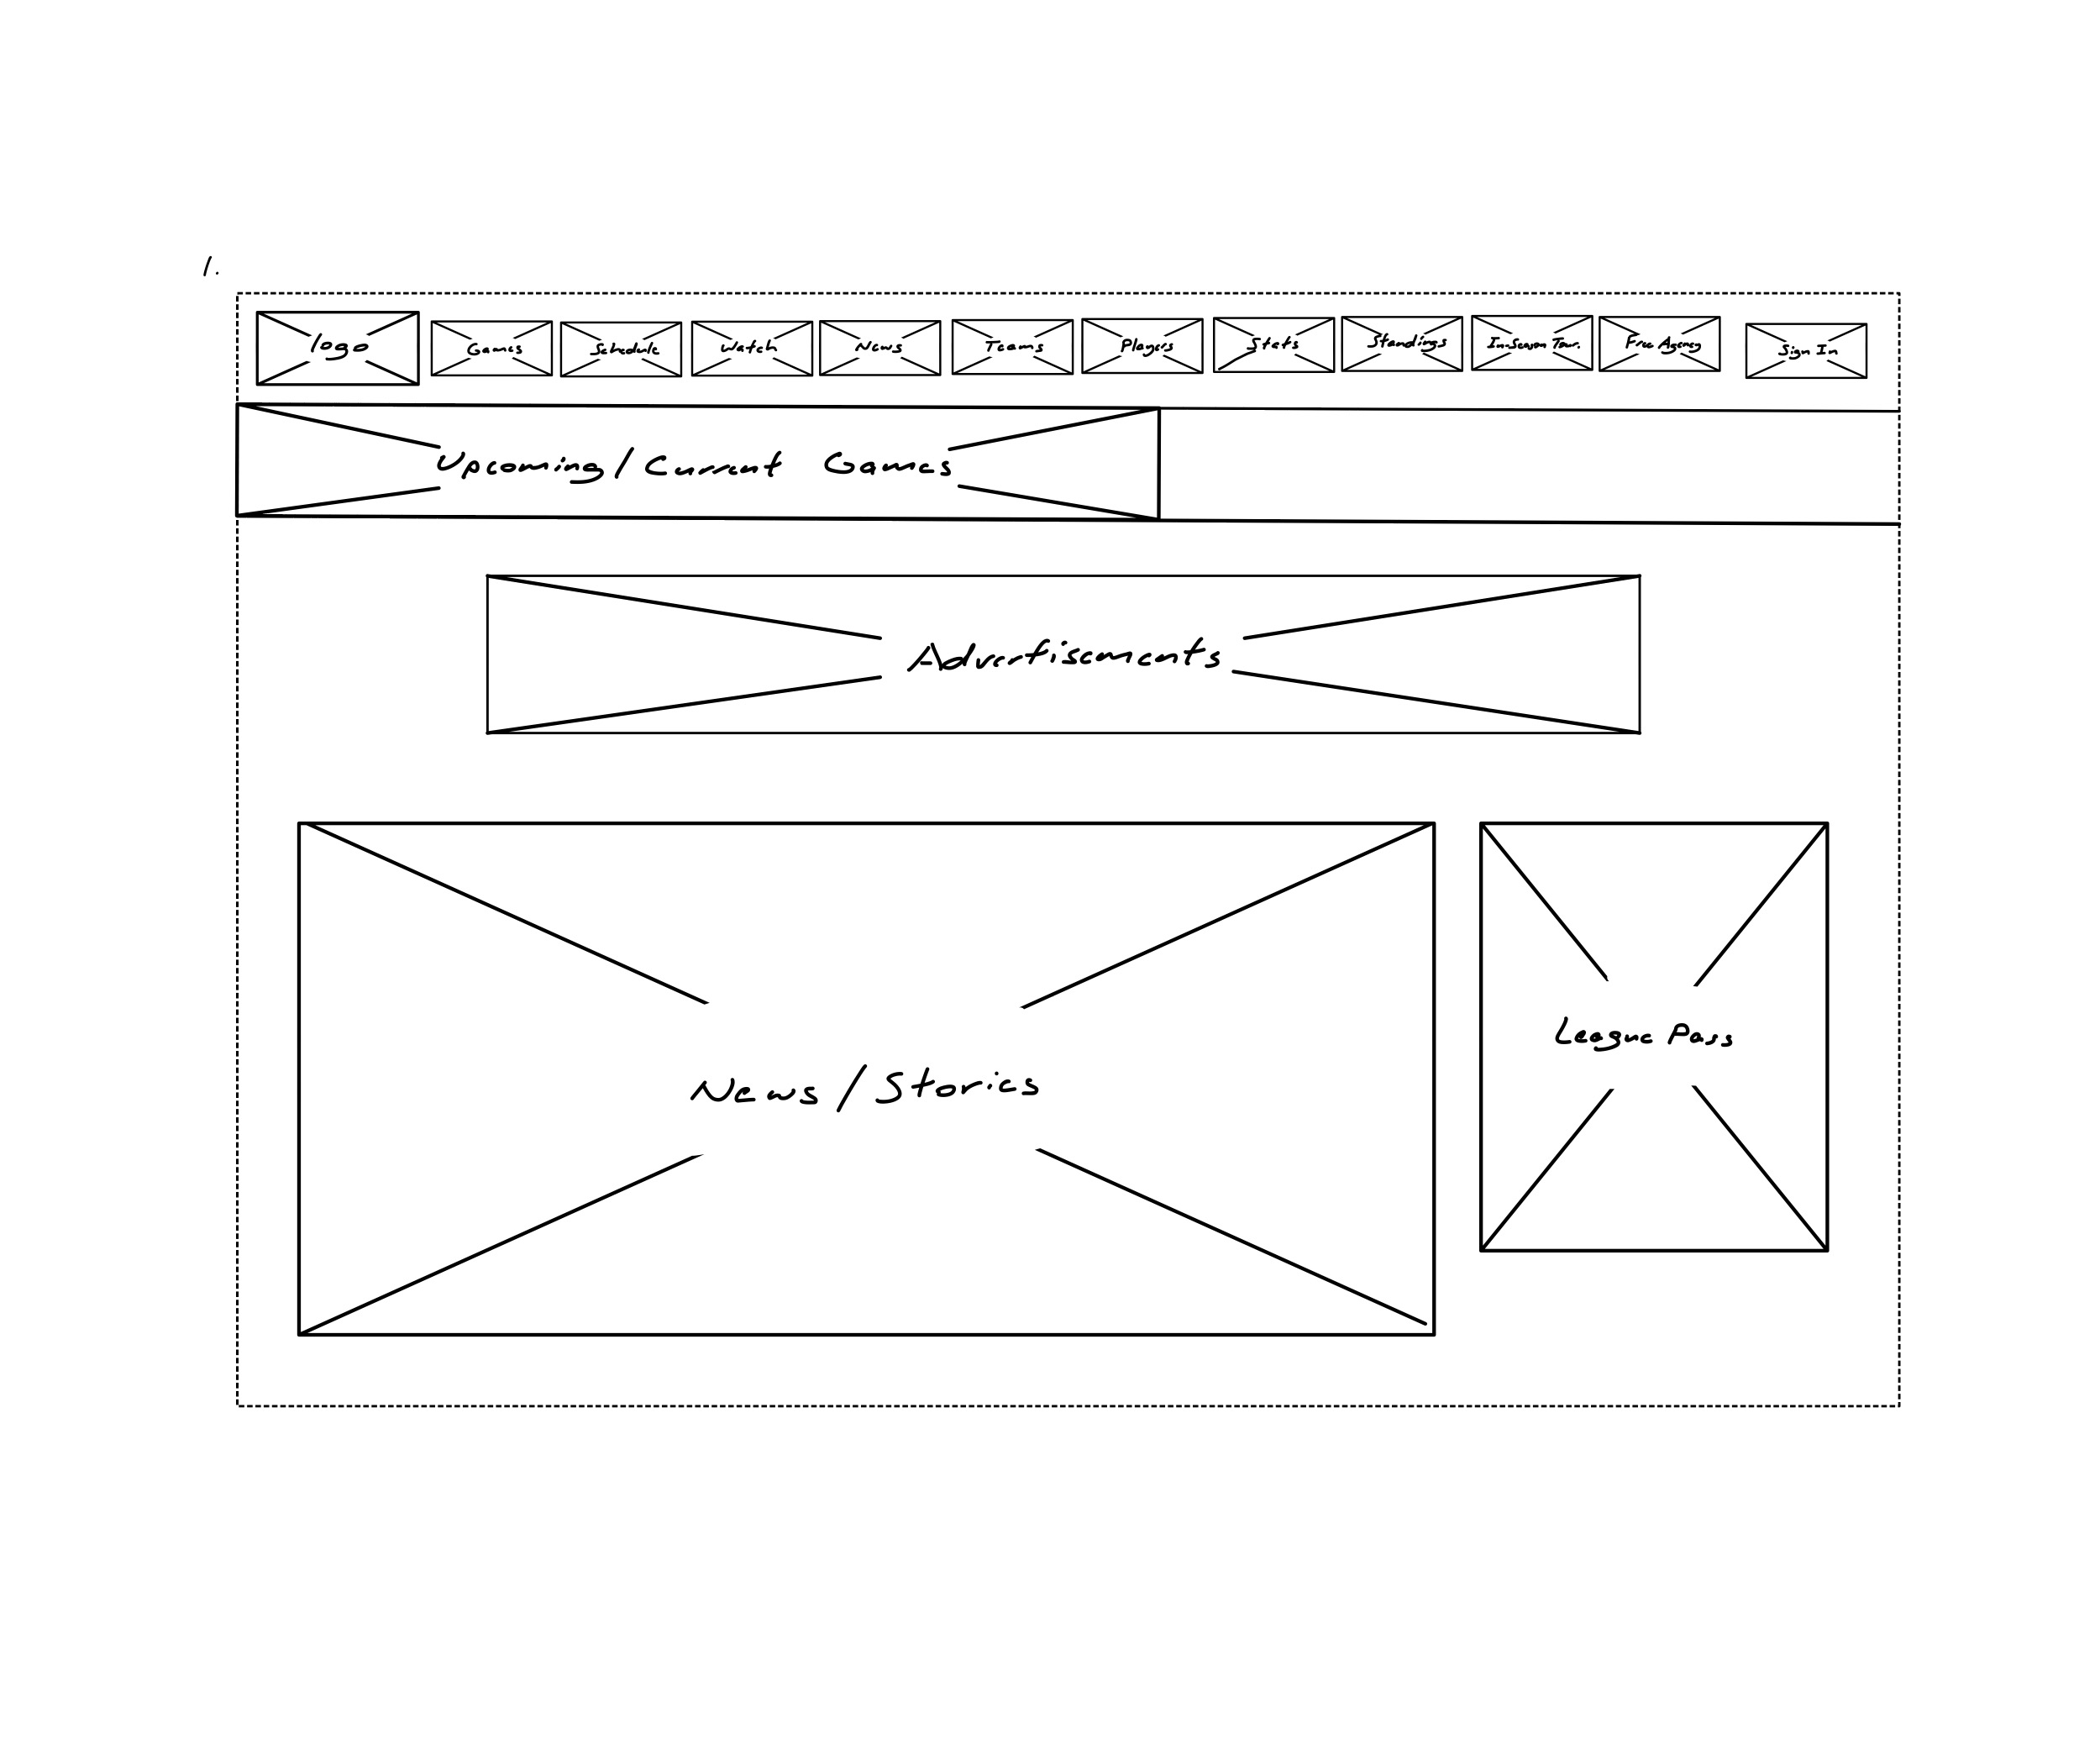 1.
logo
Games
Schedule
Watch
News
Teams
Players
Stats
Standings
In-Season Tour.
Free Agency
Sign In
Upcoming/Current Games
Advertisements
News/Stories
League Pass